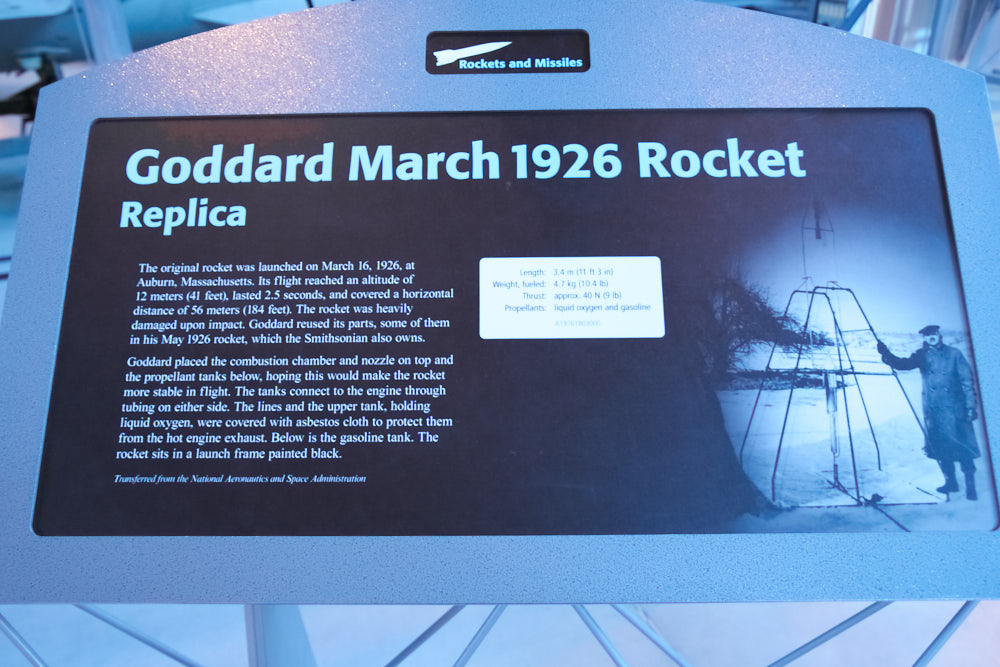 Rockets and Missiles
Goddard March 1926 Rocket
Replica
The original rocket was launched on March 16, 1926, at
Auburn, Massachusetts. Its flight reached an altitude of
12 meters (41 feet), lasted 2.5 seconds, and covered a horizontal
distance of 56 meters (184 feet). The rocket was heavily
damaged upon impact. Goddard reused its parts, some of them
in his May 1926 rocket, which the Smithsonian also owns.
Goddard placed the combustion chamber and nozzle on top and
the propellant tanks below, hoping this would make the rocket
more stable in flight. The tanks connect to the engine through
tubing on either side. The lines and the upper tank, holding
liquid oxygen, were covered with asbestos cloth to protect them
from the hot engine exhaust. Below is the gasoline tank. The
rocket sits in a launch frame painted black.
Transferred from the National Aeronautics and Space Administration
Length: 3.4 m (11 ft 3 in)
Weight, fueled: 4.7 kg (10.4 lb)
Thrust: approx. 40 N (9 lb)
Propellants: liquid oxygen and gasoline
A19761803000